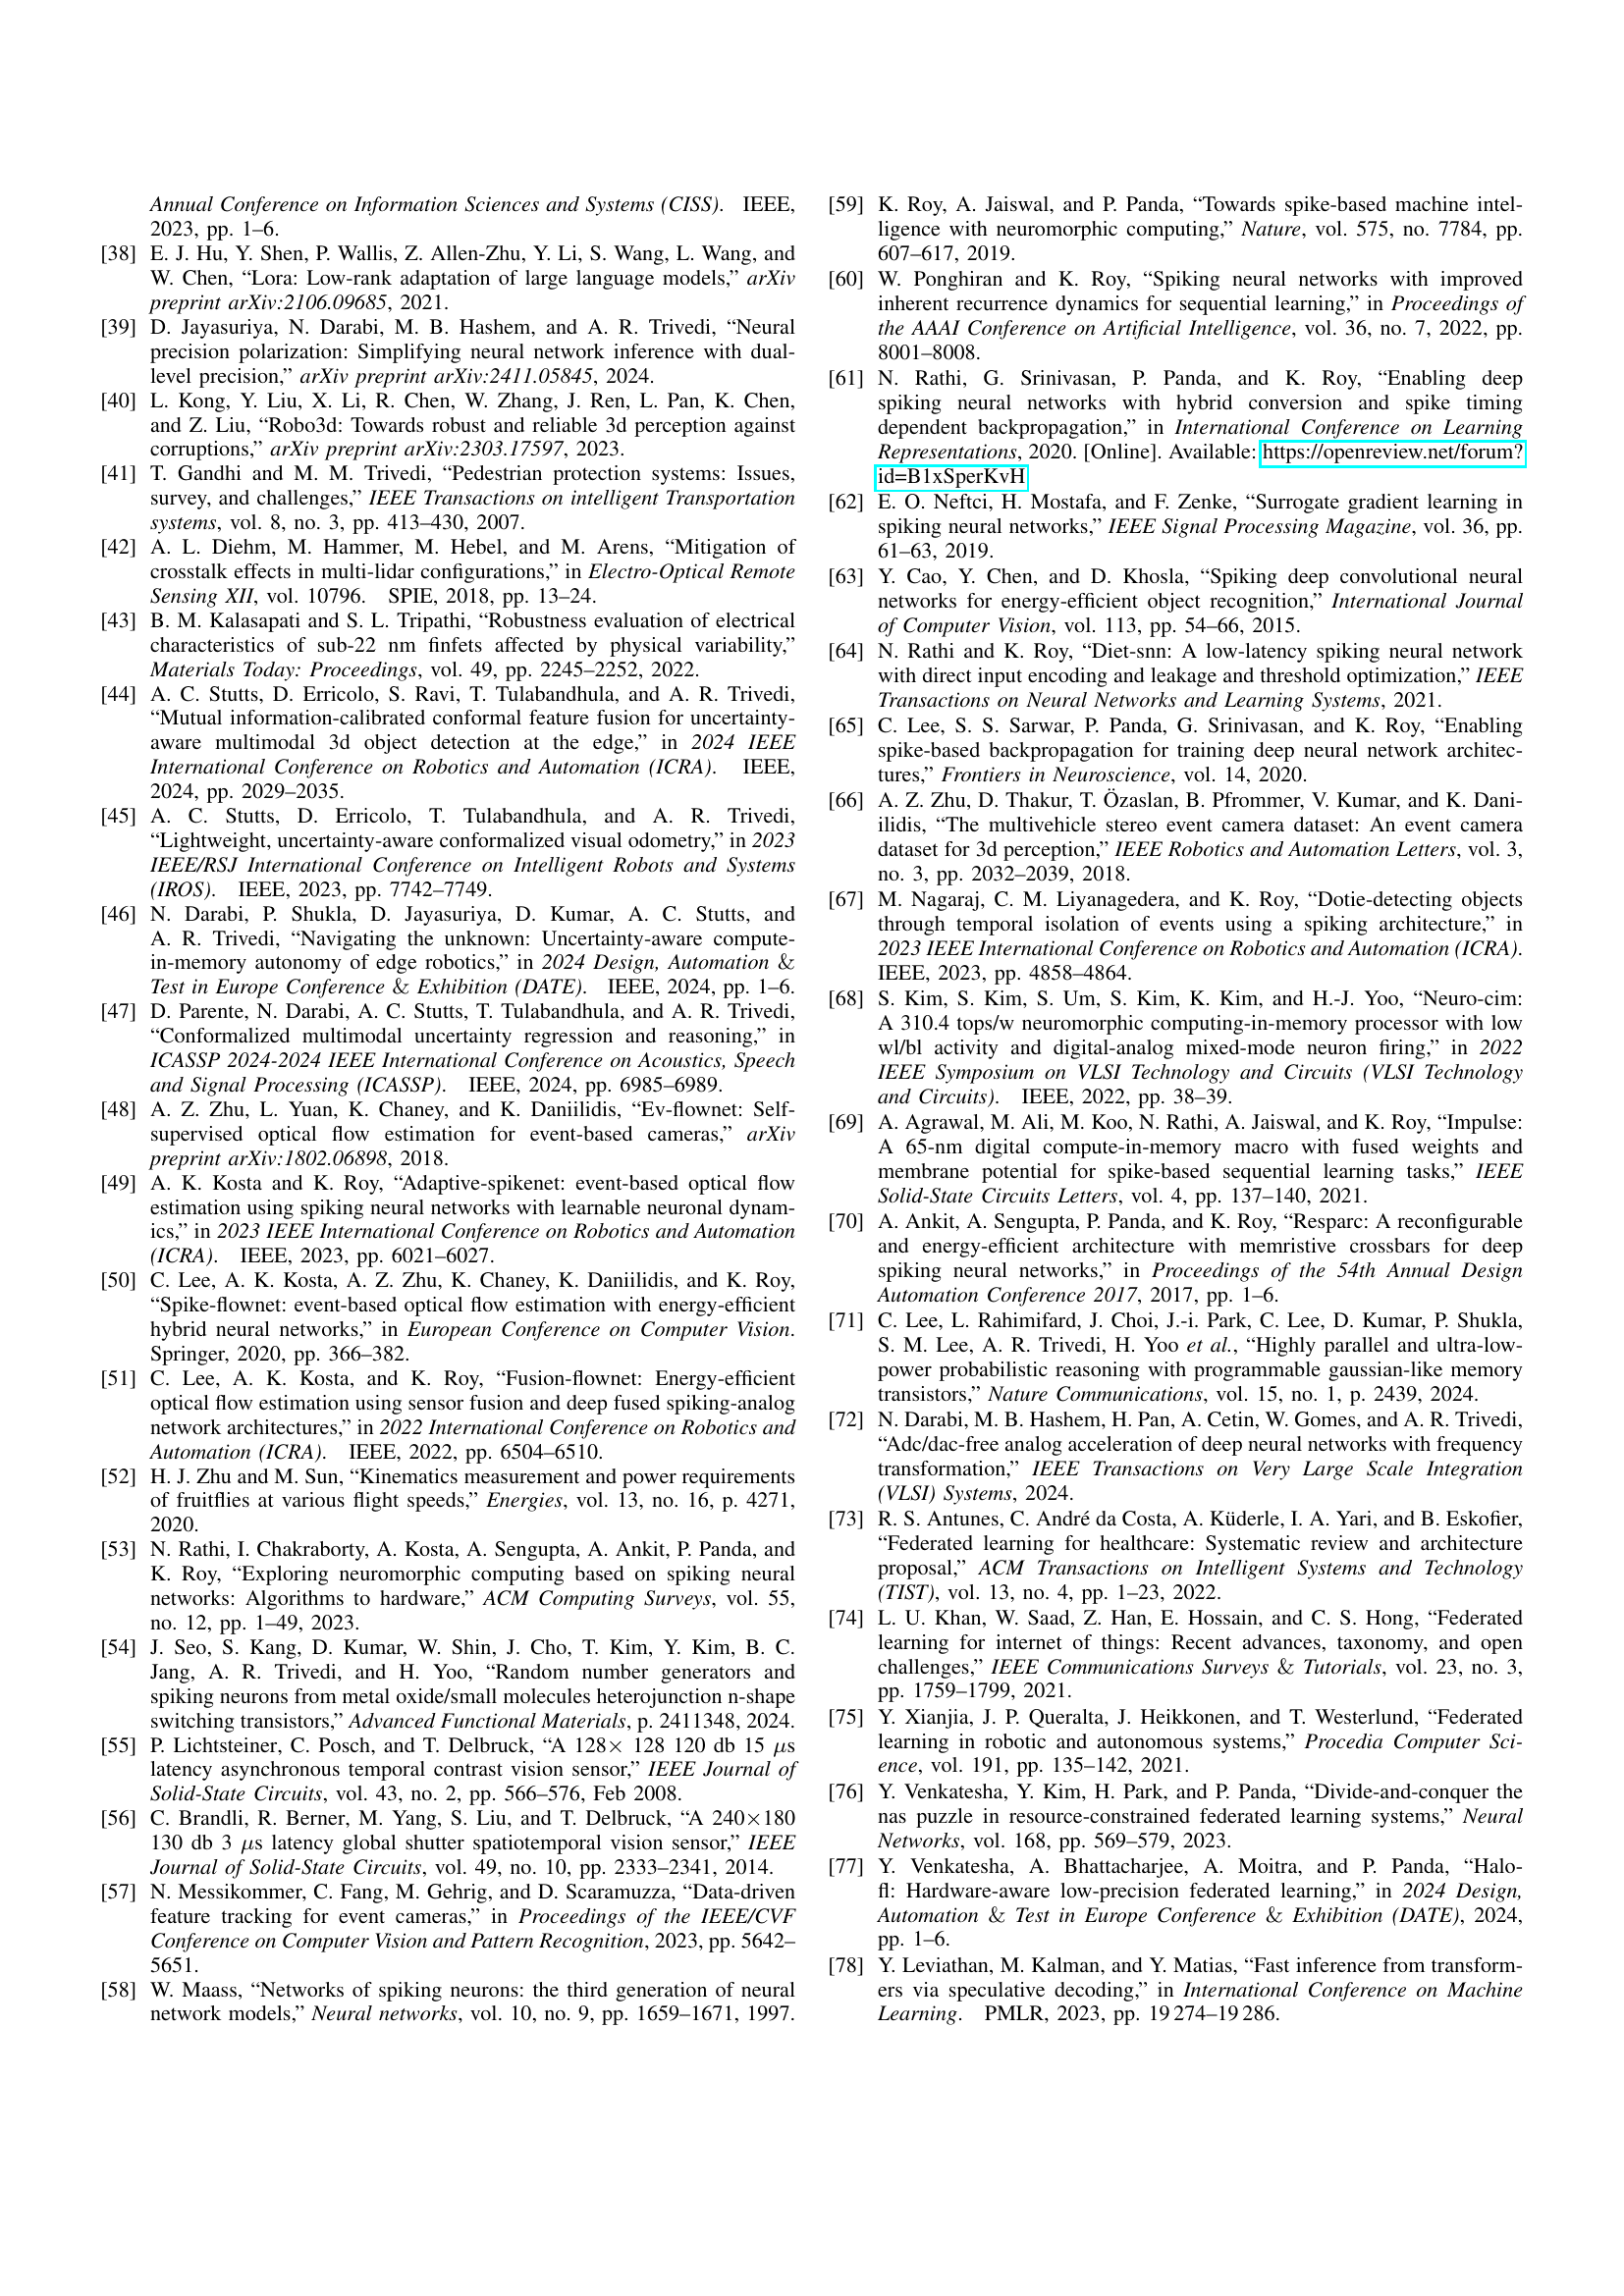 Annual Conference on Information Sciences and Systems (CISS). IEEE,
2023, pp. 1–6.
[38] E. J. Hu, Y. Shen, P. Wallis, Z. Allen-Zhu, Y. Li, S. Wang, L. Wang, and
W. Chen, “Lora: Low-rank adaptation of large language models,” arXiv
preprint arXiv:2106.09685, 2021.
[39] D. Jayasuriya, N. Darabi, M. B. Hashem, and A. R. Trivedi, “Neural
precision polarization: Simplifying neural network inference with dual-
level precision,” arXiv preprint arXiv:2411.05845, 2024.
[40] L. Kong, Y. Liu, X. Li, R. Chen, W. Zhang, J. Ren, L. Pan, K. Chen,
and Z. Liu, “Robo3d: Towards robust and reliable 3d perception against
corruptions,” arXiv preprint arXiv:2303.17597, 2023.
[41] T. Gandhi and M. M. Trivedi, “Pedestrian protection systems: Issues,
survey, and challenges,” IEEE Transactions on intelligent Transportation
systems, vol. 8, no. 3, pp. 413–430, 2007.
[42] A. L. Diehm, M. Hammer, M. Hebel, and M. Arens, “Mitigation of
crosstalk effects in multi-lidar configurations,” in Electro-Optical Remote
Sensing XII, vol. 10796. SPIE, 2018, pp. 13–24.
[43] B. M. Kalasapati and S. L. Tripathi, “Robustness evaluation of electrical
characteristics of sub-22 nm finfets affected by physical variability,”
Materials Today: Proceedings, vol. 49, pp. 2245–2252, 2022.
[44] A. C. Stutts, D. Erricolo, S. Ravi, T. Tulabandhula, and A. R. Trivedi,
“Mutual information-calibrated conformal feature fusion for uncertainty-
aware multimodal 3d object detection at the edge,” in 2024 IEEE
International Conference on Robotics and Automation (ICRA). IEEE,
2024, pp. 2029–2035.
[45] A. C. Stutts, D. Erricolo, T. Tulabandhula, and A. R. Trivedi,
“Lightweight, uncertainty-aware conformalized visual odometry,” in 2023
IEEE/RSJ International Conference on Intelligent Robots and Systems
(IROS). IEEE, 2023, pp. 7742–7749.
[46] N. Darabi, P. Shukla, D. Jayasuriya, D. Kumar, A. C. Stutts, and
A. R. Trivedi, “Navigating the unknown: Uncertainty-aware compute-
in-memory autonomy of edge robotics,” in 2024 Design, Automation &
Test in Europe Conference & Exhibition (DATE). IEEE, 2024, pp. 1–6.
[47] D. Parente, N. Darabi, A. C. Stutts, T. Tulabandhula, and A. R. Trivedi,
“Conformalized multimodal uncertainty regression and reasoning,” in
ICASSP 2024-2024 IEEE International Conference on Acoustics, Speech
and Signal Processing (ICASSP). IEEE, 2024, pp. 6985–6989.
[48] A. Z. Zhu, L. Yuan, K. Chaney, and K. Daniilidis, “Ev-flownet: Self-
supervised optical flow estimation for event-based cameras,” arXiv
preprint arXiv:1802.06898, 2018.
[49] A. K. Kosta and K. Roy, “Adaptive-spikenet: event-based optical flow
estimation using spiking neural networks with learnable neuronal dynam-
ics,” in 2023 IEEE International Conference on Robotics and Automation
(ICRA). IEEE, 2023, pp. 6021–6027.
[50] C. Lee, A. K. Kosta, A. Z. Zhu, K. Chaney, K. Daniilidis, and K. Roy,
“Spike-flownet: event-based optical flow estimation with energy-efficient
hybrid neural networks,” in European Conference on Computer Vision.
Springer, 2020, pp. 366–382.
[51] C. Lee, A. K. Kosta, and K. Roy, “Fusion-flownet: Energy-efficient
optical flow estimation using sensor fusion and deep fused spiking-analog
network architectures,” in 2022 International Conference on Robotics and
Automation (ICRA). IEEE, 2022, pp. 6504–6510.
[52] H. J. Zhu and M. Sun, “Kinematics measurement and power requirements
of fruitflies at various flight speeds,” Energies, vol. 13, no. 16, p. 4271,
2020.
[53] N. Rathi, I. Chakraborty, A. Kosta, A. Sengupta, A. Ankit, P. Panda, and
K. Roy, “Exploring neuromorphic computing based on spiking neural
networks: Algorithms to hardware,” ACM Computing Surveys, vol. 55,
no. 12, pp. 1–49, 2023.
[54] J. Seo, S. Kang, D. Kumar, W. Shin, J. Cho, T. Kim, Y. Kim, B. C.
Jang, A. R. Trivedi, and H. Yoo, “Random number generators and
spiking neurons from metal oxide/small molecules heterojunction n-shape
switching transistors,” Advanced Functional Materials, p. 2411348, 2024.
[55] P. Lichtsteiner, C. Posch, and T. Delbruck, “A 128× 128 120 db 15 μs
latency asynchronous temporal contrast vision sensor,” IEEE Journal of
Solid-State Circuits, vol. 43, no. 2, pp. 566–576, Feb 2008.
[56] C. Brandli, R. Berner, M. Yang, S. Liu, and T. Delbruck, “A 240×180
130 db 3 μs latency global shutter spatiotemporal vision sensor,” IEEE
Journal of Solid-State Circuits, vol. 49, no. 10, pp. 2333–2341, 2014.
[57] N. Messikommer, C. Fang, M. Gehrig, and D. Scaramuzza, “Data-driven
feature tracking for event cameras,” in Proceedings of the IEEE/CVF
Conference on Computer Vision and Pattern Recognition, 2023, pp. 5642–
5651.
[58] W. Maass, “Networks of spiking neurons: the third generation of neural
network models,” Neural networks, vol. 10, no. 9, pp. 1659–1671, 1997.
[59] K. Roy, A. Jaiswal, and P. Panda, “Towards spike-based machine intel-
ligence with neuromorphic computing,” Nature, vol. 575, no. 7784, pp.
607–617, 2019.
[60] W. Ponghiran and K. Roy, “Spiking neural networks with improved
inherent recurrence dynamics for sequential learning,” in Proceedings of
the AAAI Conference on Artificial Intelligence, vol. 36, no. 7, 2022, pp.
8001–8008.
[61] N. Rathi, G. Srinivasan, P. Panda, and K. Roy, “Enabling deep
spiking neural networks with hybrid conversion and spike timing
dependent backpropagation,” in International Conference on Learning
Representations, 2020. [Online]. Available: https://openreview.net/forum?
id=B1xSperKvH
[62] E. O. Neftci, H. Mostafa, and F. Zenke, “Surrogate gradient learning in
spiking neural networks,” IEEE Signal Processing Magazine, vol. 36, pp.
61–63, 2019.
[63] Y. Cao, Y. Chen, and D. Khosla, “Spiking deep convolutional neural
networks for energy-efficient object recognition,” International Journal
of Computer Vision, vol. 113, pp. 54–66, 2015.
[64] N. Rathi and K. Roy, “Diet-snn: A low-latency spiking neural network
with direct input encoding and leakage and threshold optimization,” IEEE
Transactions on Neural Networks and Learning Systems, 2021.
[65] C. Lee, S. S. Sarwar, P. Panda, G. Srinivasan, and K. Roy, “Enabling
spike-based backpropagation for training deep neural network architec-
tures,” Frontiers in Neuroscience, vol. 14, 2020.
[66] A. Z. Zhu, D. Thakur, T. Özaslan, B. Pfrommer, V. Kumar, and K. Dani-
ilidis, “The multivehicle stereo event camera dataset: An event camera
dataset for 3d perception,” IEEE Robotics and Automation Letters, vol. 3,
no. 3, pp. 2032–2039, 2018.
[67] M. Nagaraj, C. M. Liyanagedera, and K. Roy, “Dotie-detecting objects
through temporal isolation of events using a spiking architecture,” in
2023 IEEE International Conference on Robotics and Automation (ICRA).
IEEE, 2023, pp. 4858–4864.
[68] S. Kim, S. Kim, S. Um, S. Kim, K. Kim, and H.-J. Yoo, “Neuro-cim:
A 310.4 tops/w neuromorphic computing-in-memory processor with low
wl/bl activity and digital-analog mixed-mode neuron firing,” in 2022
IEEE Symposium on VLSI Technology and Circuits (VLSI Technology
and Circuits). IEEE, 2022, pp. 38–39.
[69] A. Agrawal, M. Ali, M. Koo, N. Rathi, A. Jaiswal, and K. Roy, “Impulse:
A 65-nm digital compute-in-memory macro with fused weights and
membrane potential for spike-based sequential learning tasks,” IEEE
Solid-State Circuits Letters, vol. 4, pp. 137–140, 2021.
[70] A. Ankit, A. Sengupta, P. Panda, and K. Roy, “Resparc: A reconfigurable
and energy-efficient architecture with memristive crossbars for deep
spiking neural networks,” in Proceedings of the 54th Annual Design
Automation Conference 2017, 2017, pp. 1–6.
[71] C. Lee, L. Rahimifard, J. Choi, J.-i. Park, C. Lee, D. Kumar, P. Shukla,
S. M. Lee, A. R. Trivedi, H. Yoo et al., “Highly parallel and ultra-low-
power probabilistic reasoning with programmable gaussian-like memory
transistors,” Nature Communications, vol. 15, no. 1, p. 2439, 2024.
[72] N. Darabi, M. B. Hashem, H. Pan, A. Cetin, W. Gomes, and A. R. Trivedi,
“Adc/dac-free analog acceleration of deep neural networks with frequency
transformation,” IEEE Transactions on Very Large Scale Integration
(VLSI) Systems, 2024.
[73] R. S. Antunes, C. André da Costa, A. Küderle, I. A. Yari, and B. Eskofier,
“Federated learning for healthcare: Systematic review and architecture
proposal,” ACM Transactions on Intelligent Systems and Technology
(TIST), vol. 13, no. 4, pp. 1–23, 2022.
[74] L. U. Khan, W. Saad, Z. Han, E. Hossain, and C. S. Hong, “Federated
learning for internet of things: Recent advances, taxonomy, and open
challenges,” IEEE Communications Surveys & Tutorials, vol. 23, no. 3,
pp. 1759–1799, 2021.
[75] Y. Xianjia, J. P. Queralta, J. Heikkonen, and T. Westerlund, “Federated
learning in robotic and autonomous systems,” Procedia Computer Sci-
ence, vol. 191, pp. 135–142, 2021.
[76] Y. Venkatesha, Y. Kim, H. Park, and P. Panda, “Divide-and-conquer the
nas puzzle in resource-constrained federated learning systems,” Neural
Networks, vol. 168, pp. 569–579, 2023.
[77] Y. Venkatesha, A. Bhattacharjee, A. Moitra, and P. Panda, “Halo-
fl: Hardware-aware low-precision federated learning,” in 2024 Design,
Automation & Test in Europe Conference & Exhibition (DATE), 2024,
pp. 1–6.
[78] Y. Leviathan, M. Kalman, and Y. Matias, “Fast inference from transform-
ers via speculative decoding,” in International Conference on Machine
Learning. PMLR, 2023, pp. 19 274–19 286.